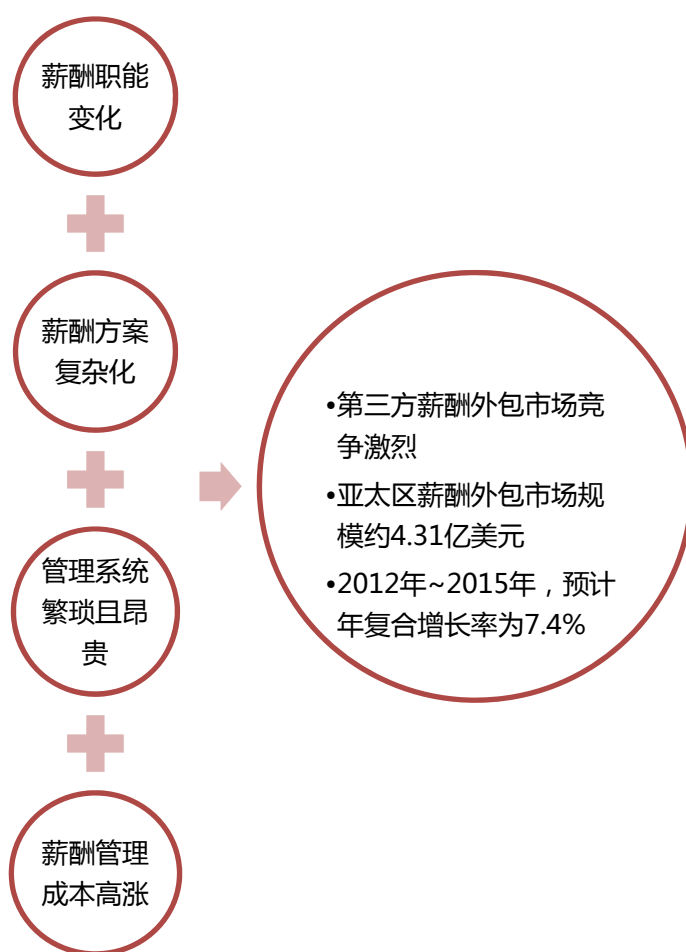 薪酬职能
变化
薪酬方案
复杂化
管理系统
繁琐且昂
贵
薪酬管理
成本高涨
•第三方薪酬外包市场竞
争激烈
•亚太区薪酬外包市场规
模约4.31亿美元
•2012年~2015年，预计
年复合增长率为7.4%